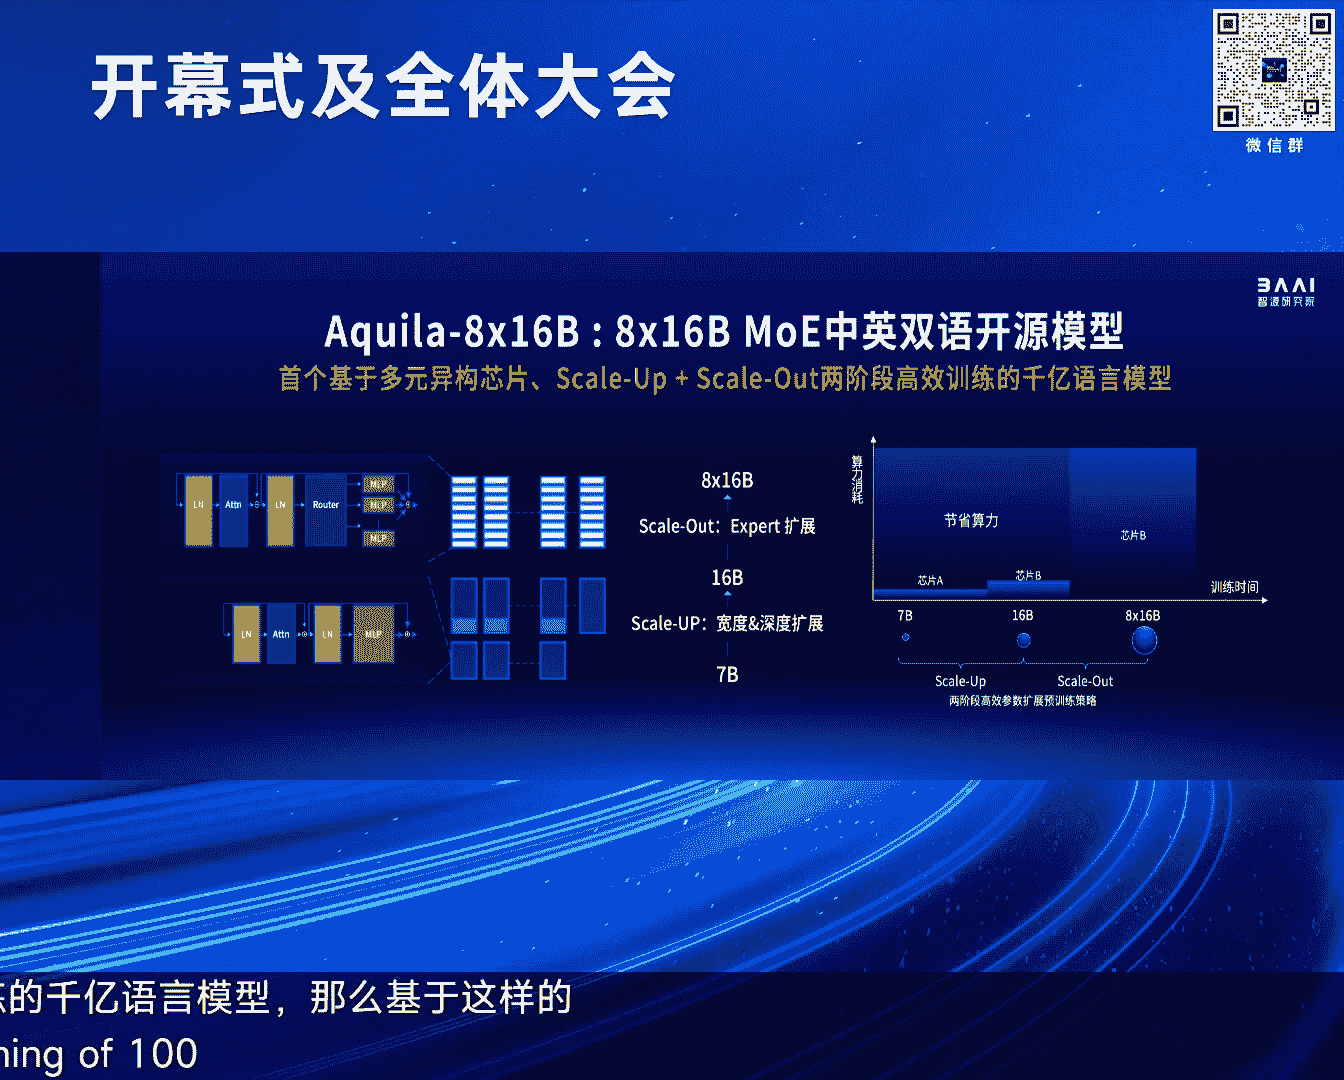 开幕式及全体大会
微信群
BAAI
智源研究院
Aquila-8x16B : 8x16B MoE中英双语开源模型
首个基于多元异构芯片、Scale-Up + Scale-Out两阶段高效训练的千亿语言模型
LN
Attn
LN
Router
MLP
MLP
MLP
LN
Attn
LN
MLP
8x16B
Scale-Out：Expert 扩展
16B
Scale-UP：宽度&深度扩展
7B
算力消耗
节省算力
芯片A
芯片B
芯片B
训练时间
7B
16B
8x16B
Scale-Up
Scale-Out
两阶段高效参数扩展预训练策略
的千亿语言模型，那么基于这样的
ning of 100